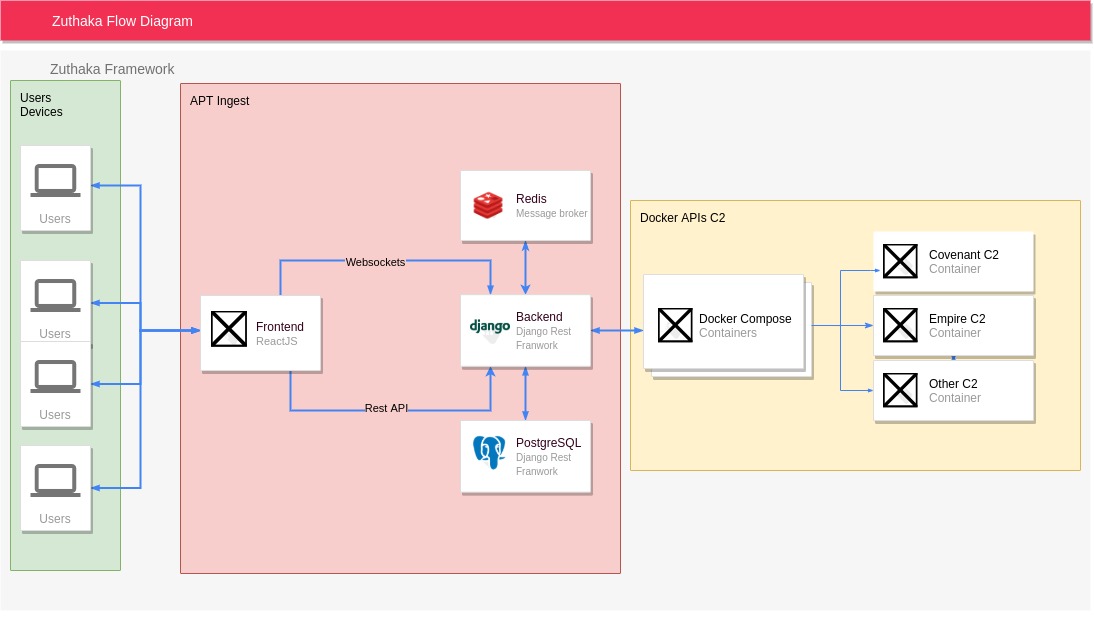 Zuthaka Flow Diagram
Zuthaka Framework
Users
Devices
Users
Users
Users
Users
APT Ingest
Redis
Message broker
Websockets
Frontend
ReactJS
django
Backend
Django Rest
Franwork
Rest API
PostgreSQL
Django Rest
Franwork
Docker APIs C2
Docker Compose
Containers
Covenant C2
Container
Empire C2
Container
Other C2
Container